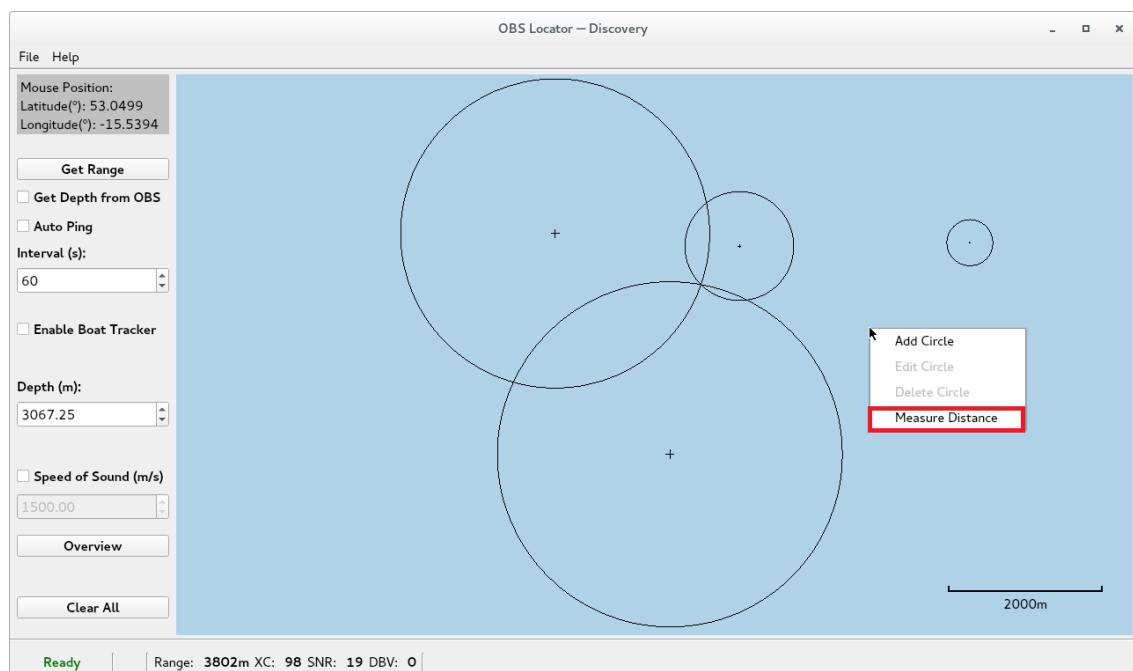 OBS Locator — Discovery
File Help
Mouse Position:
Latitude(º): 53.0499
Longitude(º): -15.5394
Get Range
Get Depth from OBS
Auto Ping
Interval (s):
60
Enable Boat Tracker
Depth (m):
3067.25
Speed of Sound (m/s)
1500.00
Overview
Clear All
Add Circle
Edit Circle
Delete Circle
Measure Distance
2000m
Ready Range: 3802m XC: 98 SNR: 19 DBV: 0